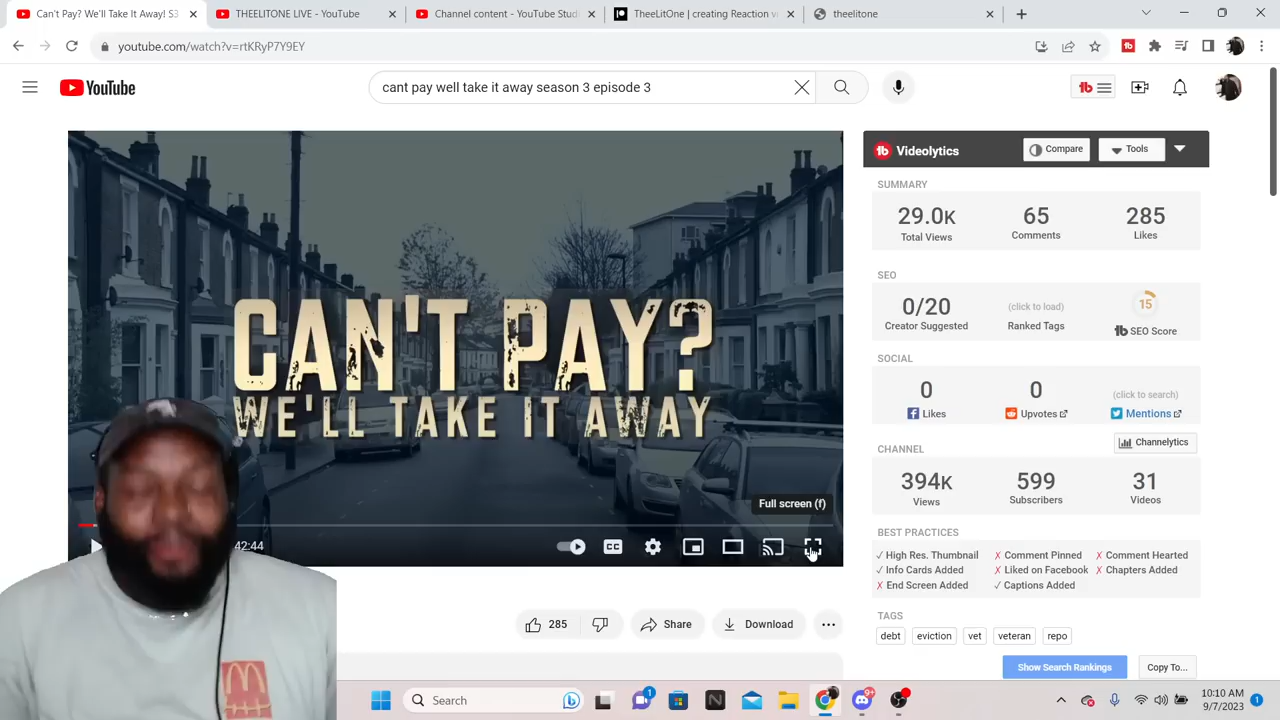 Can't Pay? We'll Take It Away! S3
THEELITONE LIVE - YouTube
Channel content - YouTube Stud
TheeLitOne | creating Reaction v
theelitone
youtube.com/watch?v=rtKRyP7Y9EY
YouTube
cant pay well take it away season 3 episode 3
CAN'T PAY?
WE'LL TAKE IT AWAY
Full screen (f)
42:44
CC
285
Share
Download
Videolytics
Compare
Tools
SUMMARY
29.0K
65
285
Total Views
Comments
Likes
SEO
0/20
(click to load)
15
Creator Suggested
Ranked Tags
SEO Score
SOCIAL
0
0
(click to search)
Likes
Upvotes
Mentions
CHANNEL
Channelytics
394K
599
31
Views
Subscribers
Videos
BEST PRACTICES
✓ High Res. Thumbnail
✗ Comment Pinned
✗ Comment Hearted
✓ Info Cards Added
✗ Liked on Facebook
✗ Chapters Added
✗ End Screen Added
✓ Captions Added
TAGS
debt
eviction
vet
veteran
repo
Show Search Rankings
Copy To...
McDonald's
Search
10:10 AM
9/7/2023